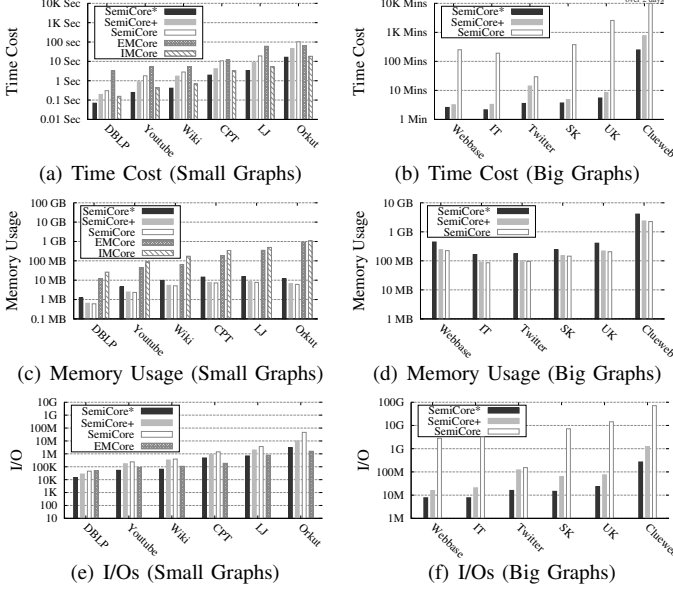 Time Cost
10K Sec
1K Sec
100 sec
10 Sec
1 Sec
0.1 Sec
0.01 Sec
SemiCore*
SemiCore+
SemiCore
EMCore
IMCore
DBLP
Youtube
Wiki
CPT
LJ
Orkut
(a) Time Cost (Small Graphs)
over 2 days
Time Cost
10K Mins
1K Mins
100 Mins
10 Mins
1 Min
SemiCore*
SemiCore+
SemiCore
Webbase
IT
Twitter
SK
UK
Clueweb
(b) Time Cost (Big Graphs)
Memory Usage
100 GB
10 GB
1 GB
100 MB
10 MB
1 MB
0.1 MB
SemiCore*
SemiCore+
SemiCore
EMCore
IMCore
DBLP
Youtube
Wiki
CPT
LJ
Orkut
(c) Memory Usage (Small Graphs)
Memory Usage
100 GB
10 GB
1 GB
100 MB
10 MB
1 MB
SemiCore*
SemiCore+
SemiCore
Webbase
IT
Twitter
SK
UK
Clueweb
(d) Memory Usage (Big Graphs)
I/O
10G
1G
100M
10M
1M
100K
10K
1K
100
10
SemiCore*
SemiCore+
SemiCore
EMCore
DBLP
Youtube
Wiki
CPT
LJ
Orkut
(e) I/Os (Small Graphs)
I/O
100G
10G
1G
100M
10M
1M
SemiCore*
SemiCore+
SemiCore
Webbase
IT
Twitter
SK
UK
Clueweb
(f) I/Os (Big Graphs)